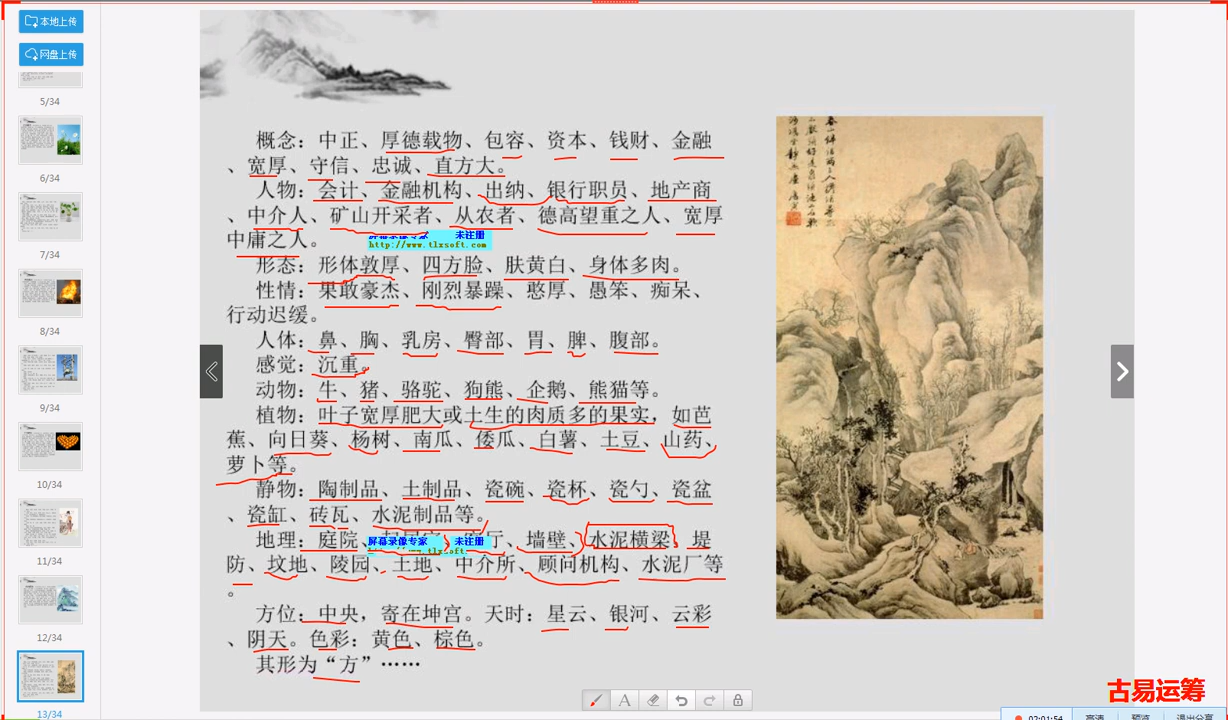 本地上传
网盘上传
5/34
6/34
7/34
8/34
9/34
10/34
11/34
12/34
13/34
概念：中正、厚德载物、包容、资本、钱财、金融
、宽厚、守信、忠诚、直方大。
人物：会计、金融机构、出纳、银行职员、地产商
、中介人、矿山开采者、从农者、德高望重之人、宽厚
中庸之人。
未注册
http://www.tlxsoft.com
形态：形体敦厚、四方脸、肤黄白、身体多肉。
性情：果敢豪杰、刚烈暴躁、憨厚、愚笨、痴呆、
行动迟缓。
人体：鼻、胸、乳房、臀部、胃、脾、腹部。
感觉：沉重。
动物：牛、猪、骆驼、狗熊、企鹅、熊猫等。
植物：叶子宽厚肥大或土生的肉质多的果实，如芭
蕉、向日葵、杨树、南瓜、倭瓜、白薯、土豆、山药、
萝卜等。
静物：陶制品、土制品、瓷碗、瓷杯、瓷勺、瓷盆
、瓷缸、砖瓦、水泥制品等。
地理：庭院、厅、墙壁、水泥横梁、堤
屏幕录像专家 未注册
防、坟地、陵园、土地、中介所、顾问机构、水泥厂等
。
方位：中央，寄在坤宫。天时：星云、银河、云彩
、阴天。色彩：黄色、棕色。
其形为“方”……
古易运筹
02:01:54
高清